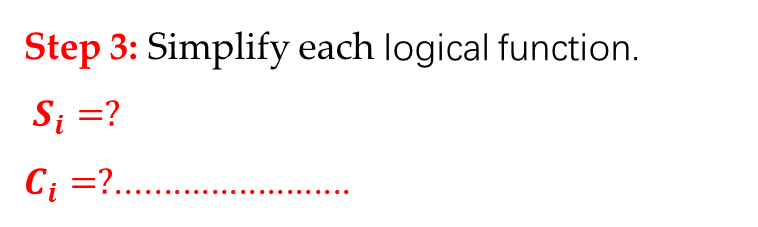 Step 3: Simplify each logical function.
Sᵢ =?
Cᵢ =?..........................